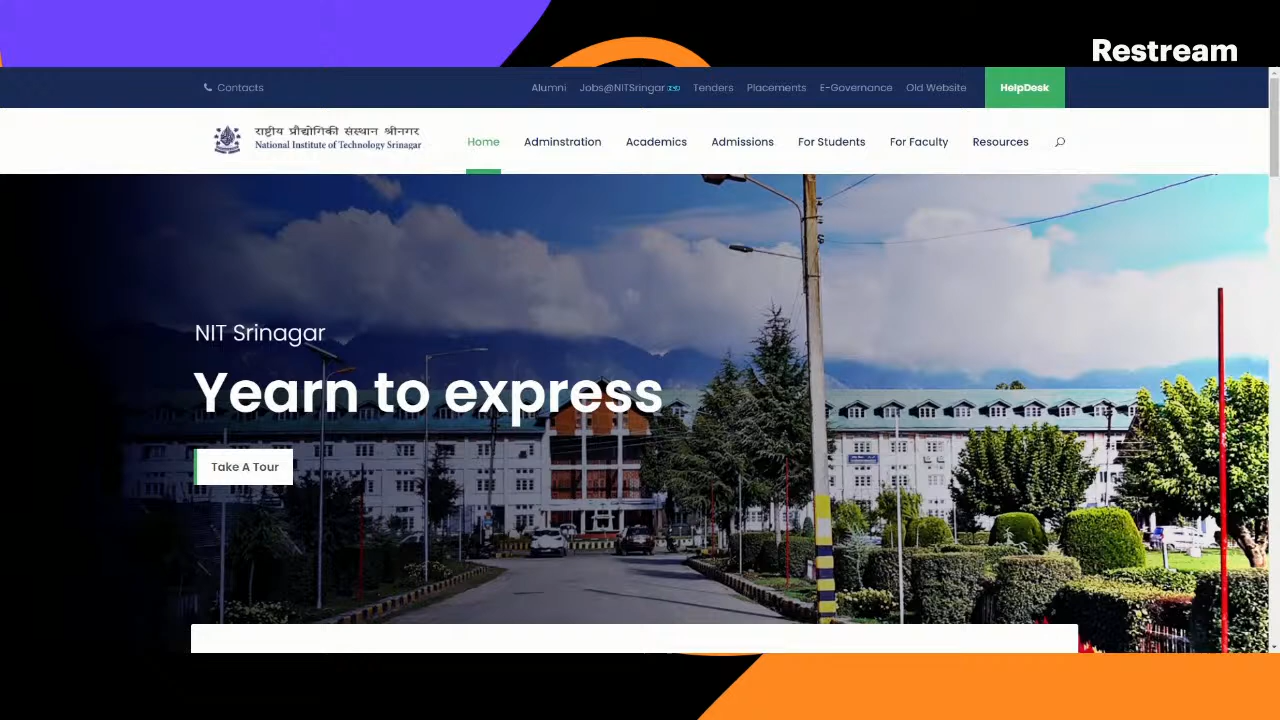 Restream
Contacts
Alumni Jobs@NITSrinagar Tenders Placements E-Governance Old Website HelpDesk
राष्ट्रीय प्रौद्योगिकी संस्थान श्रीनगर
National Institute of Technology Srinagar
Home Adminstration Academics Admissions For Students For Faculty Resources
NIT Srinagar
Yearn to express
Take A Tour